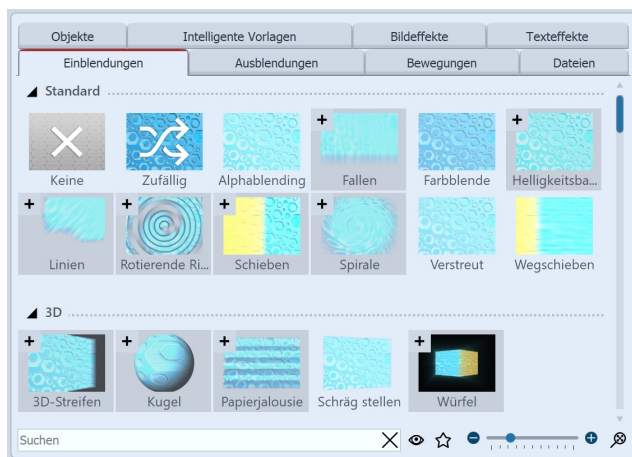 Objekte Intelligente Vorlagen Bildeffekte Texteffekte
Einblendungen Ausblendungen Bewegungen Dateien
Standard
Keine Zufällig Alphablending Fallen Farbblende Helligkeitsba...
Linien Rotierende Ri... Schieben Spirale Verstreut Wegschieben
3D
3D-Streifen Kugel Papierjalousie Schräg stellen Würfel
Suchen